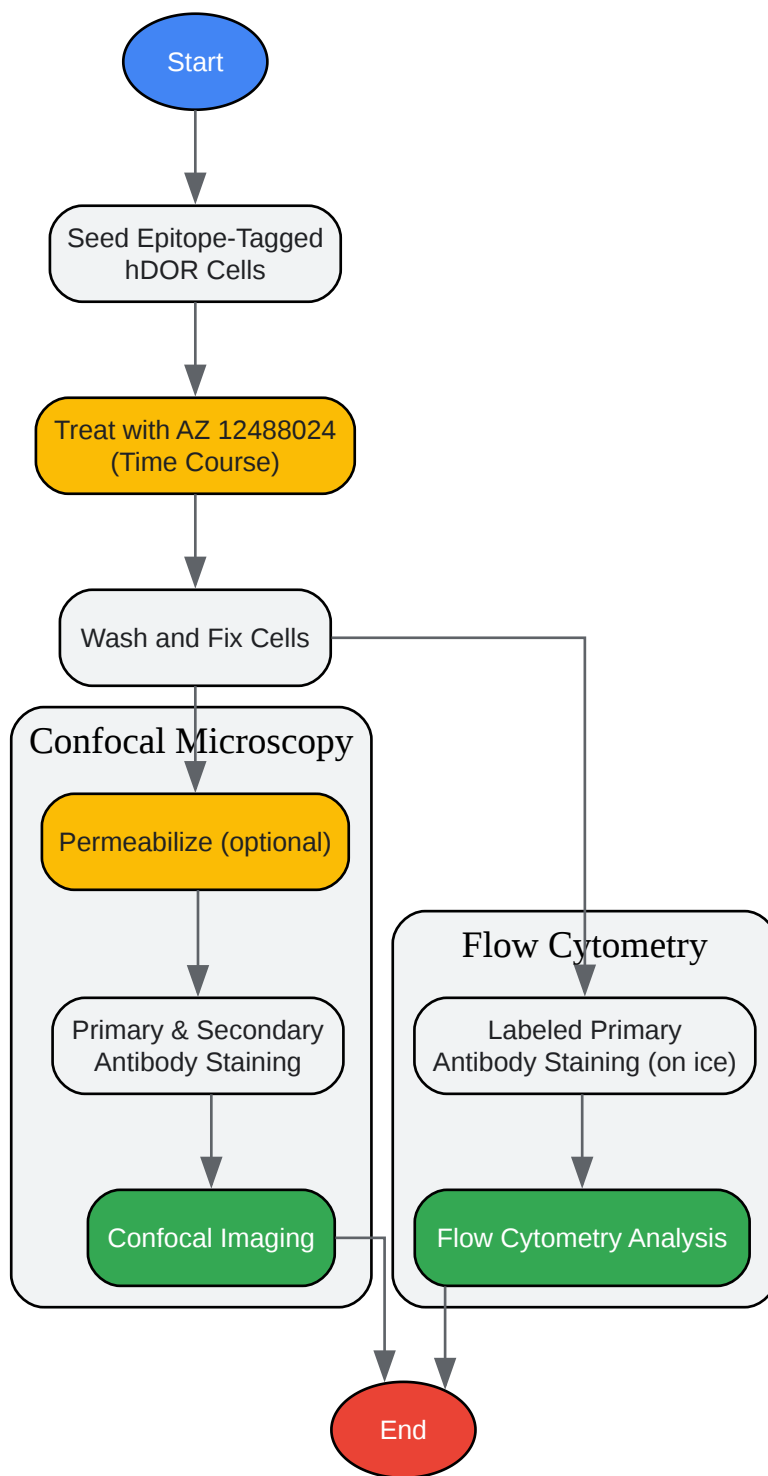 Start
Seed Epitope-Tagged
hDOR Cells
Treat with AZ 12488024
(Time Course)
Wash and Fix Cells
Confocal Microscopy
Permeabilize (optional)
Primary & Secondary
Antibody Staining
Confocal Imaging
Flow Cytometry
Labeled Primary
Antibody Staining (on ice)
Flow Cytometry Analysis
End